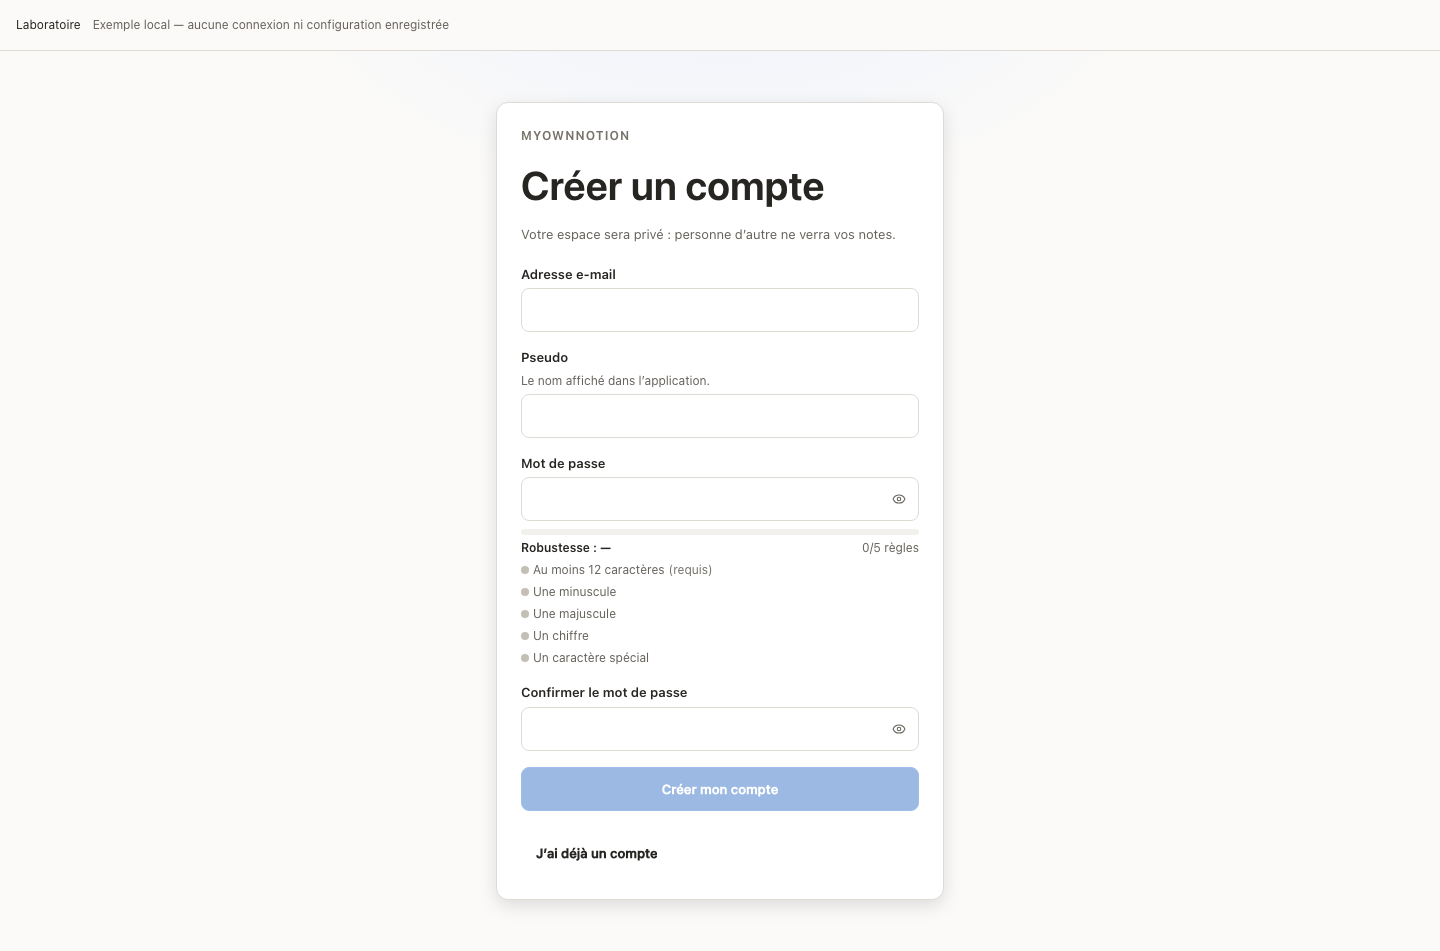 Laboratoire Exemple local — aucune connexion ni configuration enregistrée
MYOWNNOTION
Créer un compte
Votre espace sera privé : personne d’autre ne verra vos notes.
Adresse e-mail
Pseudo
Le nom affiché dans l’application.
Mot de passe
Robustesse : — 0/5 règles
Au moins 12 caractères (requis)
Une minuscule
Une majuscule
Un chiffre
Un caractère spécial
Confirmer le mot de passe
Créer mon compte
J’ai déjà un compte